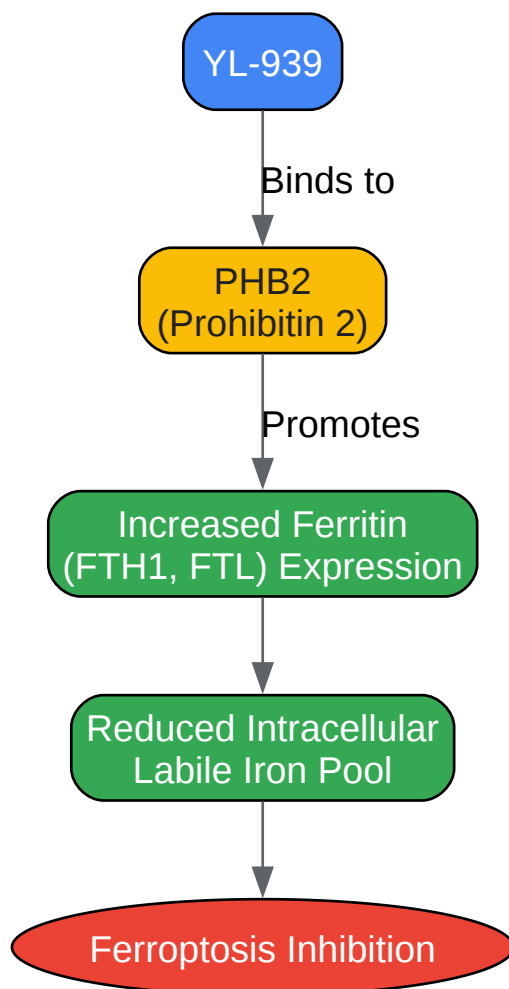 YL-939
Binds to
PHB2
(Prohibitin 2)
Promotes
Increased Ferritin
(FTH1, FTL) Expression
Reduced Intracellular
Labile Iron Pool
Ferroptosis Inhibition